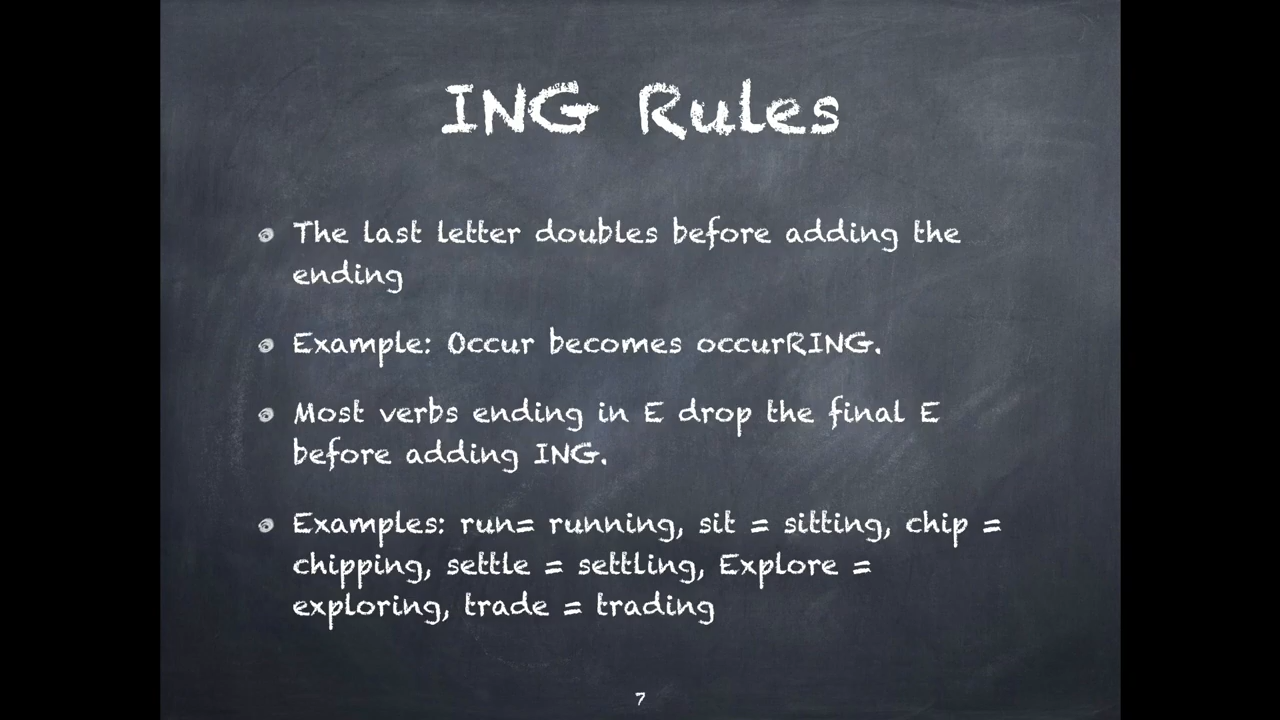 ING Rules
The last letter doubles before adding the
ending
Example: Occur becomes occurRING.
Most verbs ending in E drop the final E
before adding ING.
Examples: run= running, sit = sitting, chip =
chipping, settle = settling, Explore =
exploring, trade = trading
7